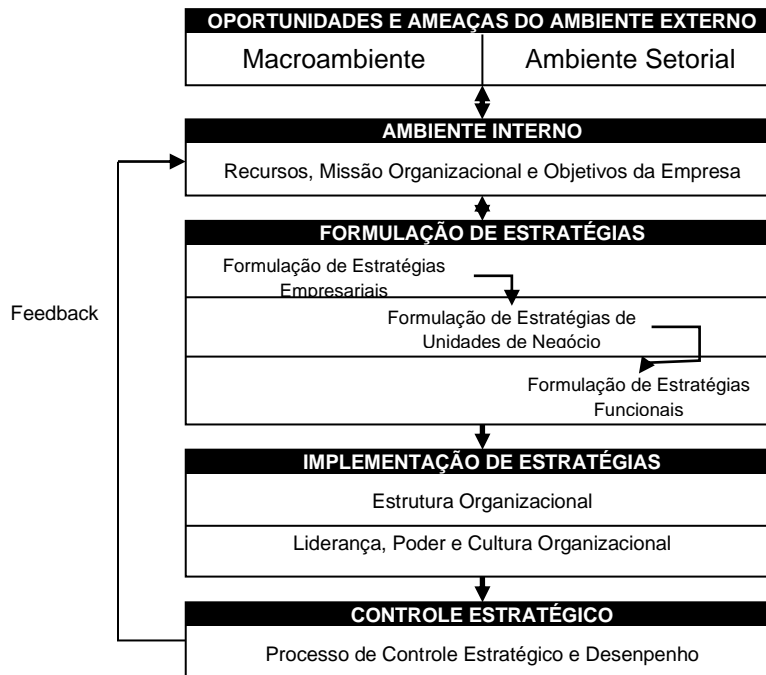 OPORTUNIDADES E AMEAÇAS DO AMBIENTE EXTERNO
Macroambiente
Ambiente Setorial
AMBIENTE INTERNO
Recursos, Missão Organizacional e Objetivos da Empresa
FORMULAÇÃO DE ESTRATÉGIAS
Formulação de Estratégias
Empresariais
Feedback
Formulação de Estratégias de
Unidades de Negócio
Formulação de Estratégias
Funcionais
IMPLEMENTAÇÃO DE ESTRATÉGIAS
Estrutura Organizacional
Liderança, Poder e Cultura Organizacional
CONTROLE ESTRATÉGICO
Processo de Controle Estratégico e Desenpenho